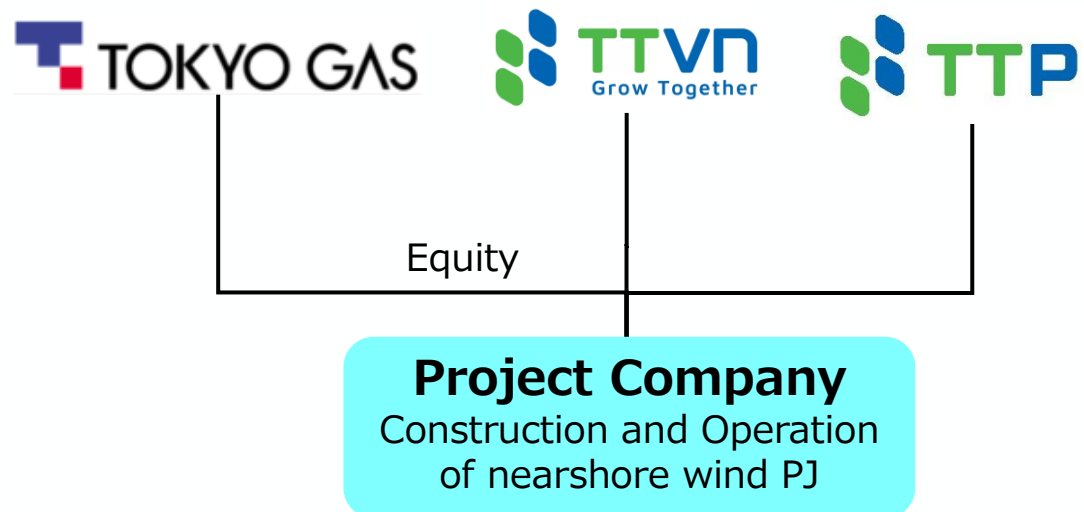 TOKYO GAS
TTVN
Grow Together
TTP
Equity
Project Company
Construction and Operation
of nearshore wind PJ